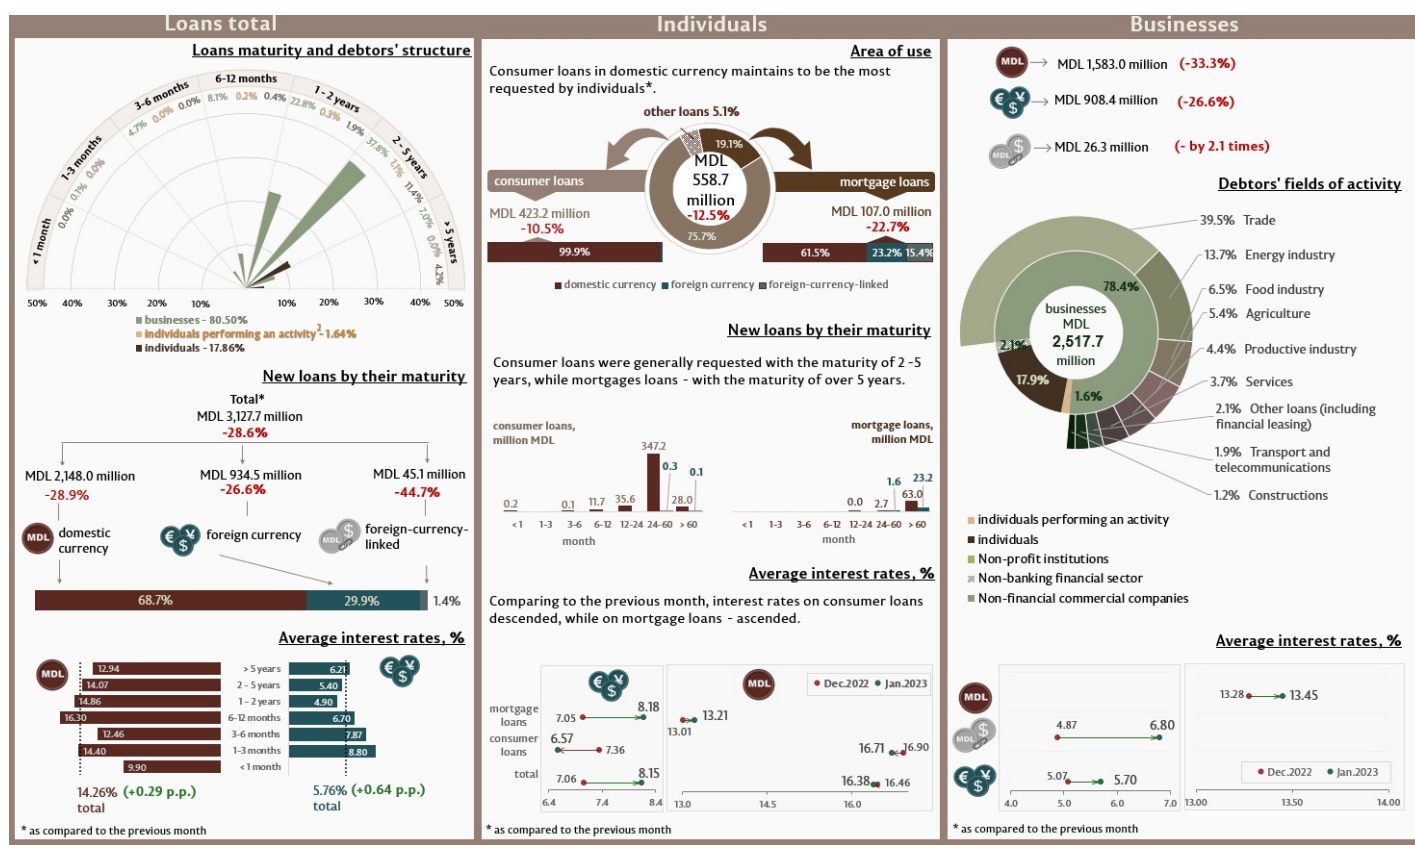 Loans total
Loans maturity and debtors' structure
< 1 month
1-3 months
3-6 months
6-12 months
1 - 2 years
2 - 5 years
> 5 years
0.0%
0.1%
0.0%
4.7%
0.0%
0.0%
8.1%
0.2%
0.4%
22.8%
0.3%
1.9%
37.8%
1.1%
11.4%
7.0%
0.0%
4.2%
50% 40% 30% 20% 10% 10% 20% 30% 40% 50%
businesses - 80.50%
individuals performing an activity 2 - 1.64%
individuals - 17.86%
New loans by their maturity
Total*
MDL 3,127.7 million
-28.6%
MDL 2,148.0 million
-28.9%
MDL 934.5 million
-26.6%
MDL 45.1 million
-44.7%
MDL
domestic
currency
€ ¥ $
foreign currency
MDL $
foreign-currency-
linked
68.7% 29.9% 1.4%
Average interest rates, %
MDL
€ ¥ $
12.94 > 5 years 6.21
14.07 2 - 5 years 5.40
14.86 1 - 2 years 4.90
16.30 6-12 months 6.70
12.46 3-6 months 7.87
14.40 1-3 months 8.80
9.90 < 1 month
14.26% (+0.29 p.p.)
total
5.76% (+0.64 p.p.)
total
* as compared to the previous month
Individuals
Area of use
Consumer loans in domestic currency maintains to be the most
requested by individuals*.
other loans 5.1%
19.1%
MDL
558.7
million
-12.5%
75.7%
consumer loans
MDL 423.2 million
-10.5%
99.9%
mortgage loans
MDL 107.0 million
-22.7%
61.5% 23.2% 15.4%
domestic currency foreign currency foreign-currency-linked
New loans by their maturity
Consumer loans were generally requested with the maturity of 2 -5
years, while mortgages loans - with the maturity of over 5 years.
consumer loans,
million MDL
347.2
0.3
0.1
0.2 0.1 11.7 35.6 28.0
< 1 1-3 3-6 6-12 12-24 24-60 > 60
month
mortgage loans,
million MDL
1.6 23.2
0.0 2.7 63.0
< 1 1-3 3-6 6-12 12-24 24-60 > 60
month
Average interest rates, %
Comparing to the previous month, interest rates on consumer loans
descended, while on mortgage loans - ascended.
€ ¥ $
MDL
Dec.2022 Jan.2023
mortgage
loans
7.05 8.18
13.01 13.21
consumer
loans
6.57 7.36
16.71 16.90
total
7.06 8.15
16.38 16.46
6.4 7.4 8.4
13.0 14.5 16.0
* as compared to the previous month
Businesses
MDL
MDL 1,583.0 million (-33.3%)
€ ¥ $
MDL 908.4 million (-26.6%)
MDL $
MDL 26.3 million (- by 2.1 times)
Debtors' fields of activity
39.5% Trade
13.7% Energy industry
6.5% Food industry
5.4% Agriculture
4.4% Productive industry
3.7% Services
2.1% Other loans (including
financial leasing)
1.9% Transport and
telecommunications
1.2% Constructions
78.4%
businesses
MDL
2,517.7
million
2.1%
17.9%
1.6%
individuals performing an activity
individuals
Non-profit institutions
Non-banking financial sector
Non-financial commercial companies
Average interest rates, %
MDL
13.28 13.45
MDL $
4.87 6.80
€ ¥ $
5.07 5.70
Dec.2022 Jan.2023
4.0 5.0 6.0 7.0
13.00 13.50 14.00
* as compared to the previous month